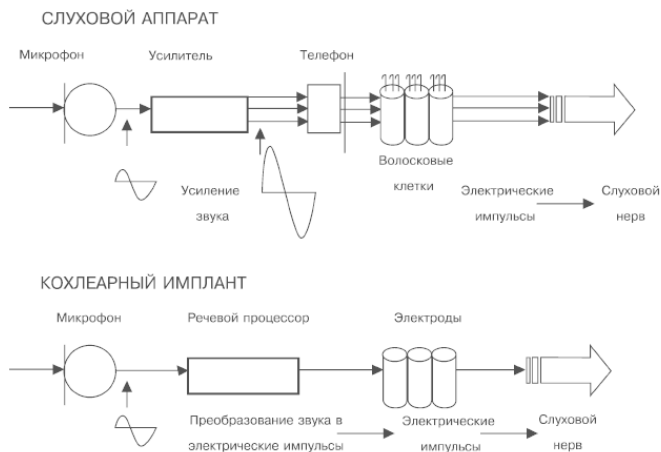 СЛУХОВОЙ АППАРАТ
Микрофон Усилитель Телефон
Волосковые
клетки
Усиление
звука
Электрические
импульсы
Слуховой
нерв
КОХЛЕАРНЫЙ ИМПЛАНТ
Микрофон Речевой процессор Электроды
Преобразование звука в
электрические импульсы
Электрические
импульсы
Слуховой
нерв